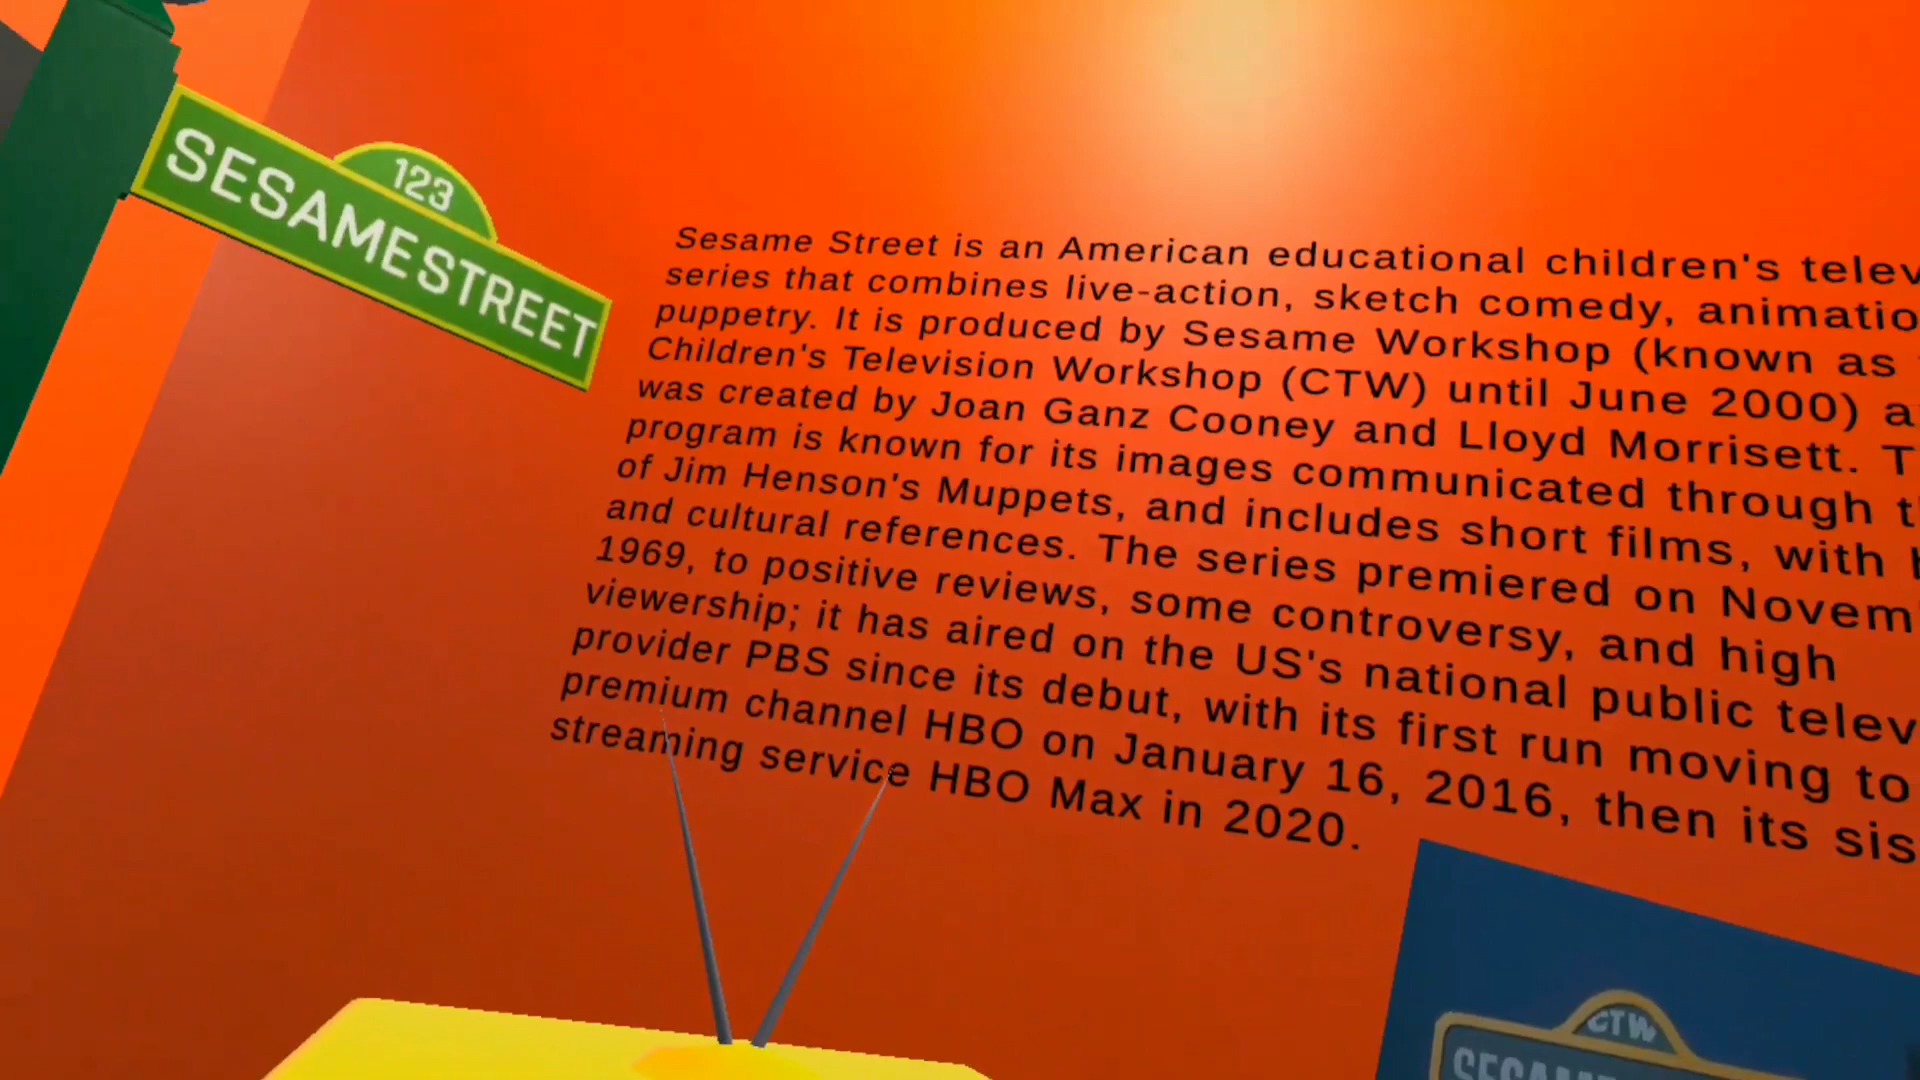 123
SESAME STREET
Sesame Street is an American educational children's
series that combines live-action, sketch comedy,
puppetry. It is produced by Sesame Workshop (known as
Children's Television Workshop (CTW) until June 2000)
was created by Joan Ganz Cooney and Lloyd Morrisett.
program is known for its images communicated through
of Jim Henson's Muppets, and includes short films, with
and cultural references. The series premiered on
1969, to positive reviews, some controversy, and high
viewership; it has aired on the US's national public
provider PBS since its debut, with its first run moving to
premium channel HBO on January 16, 2016, then its
streaming service HBO Max in 2020.
CTW